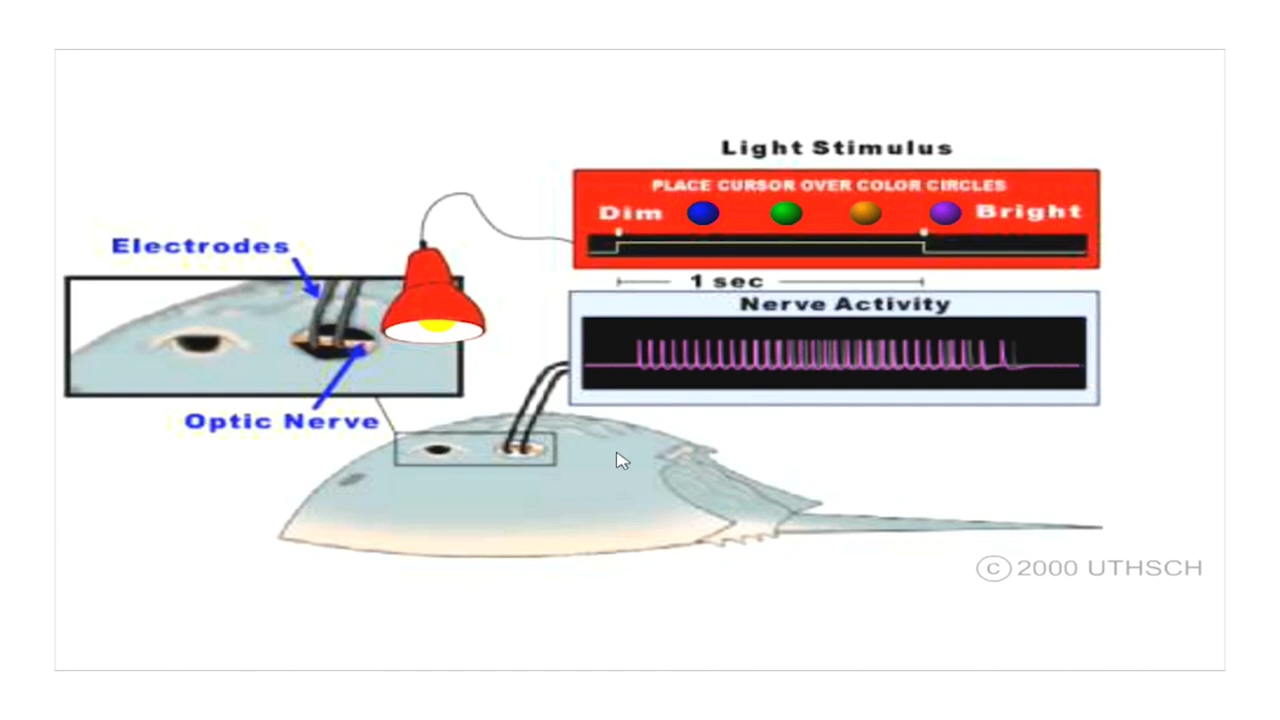 Light Stimulus
PLACE CURSOR OVER COLOR CIRCLES
Dim Bright
Electrodes
1 sec
Nerve Activity
Optic Nerve
© 2000 UTHSCH